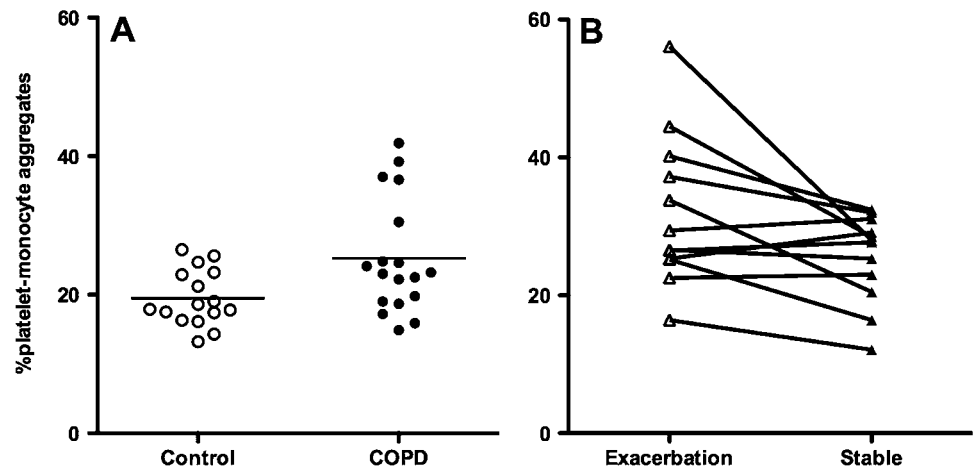 A
%platelet-monocyte aggregates
60
40
20
0
Control
COPD
B
60
40
20
0
Exacerbation
Stable